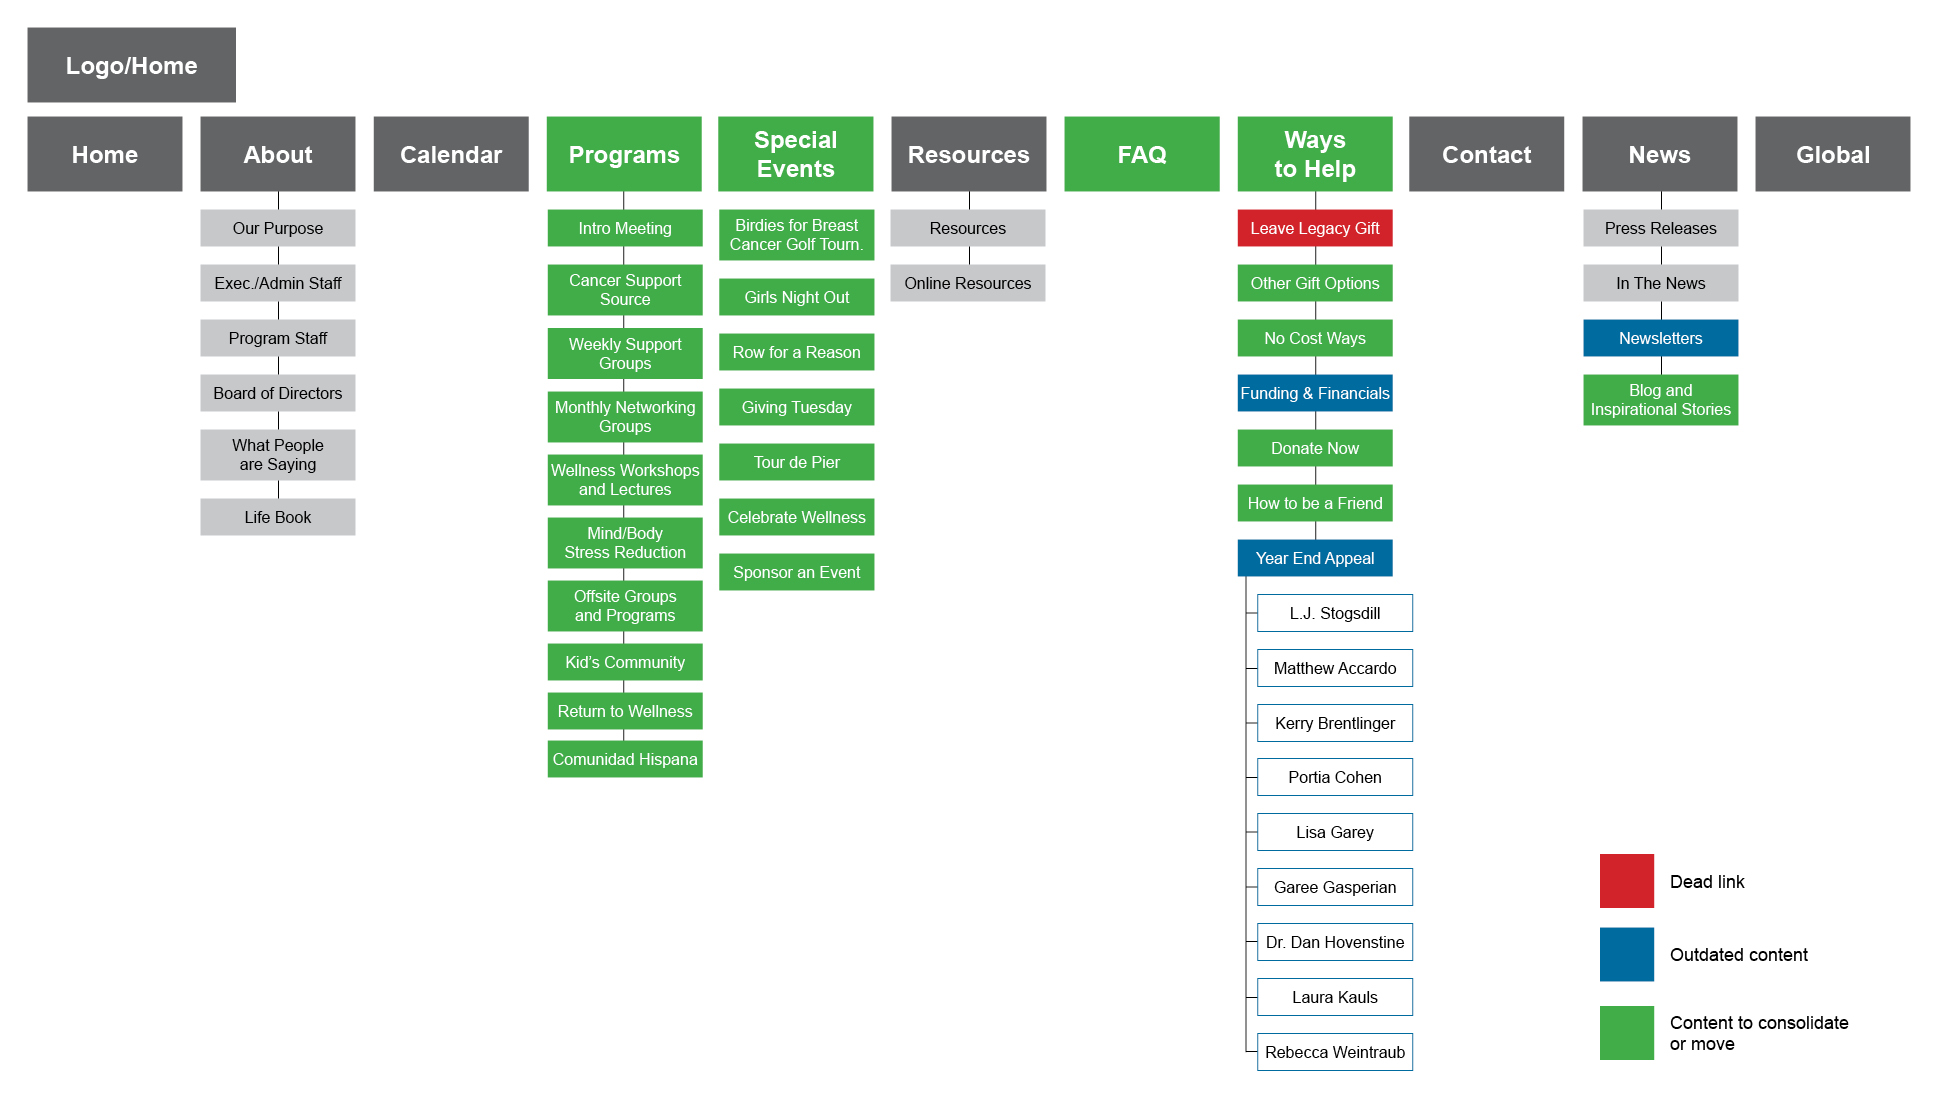 Logo/Home
Home
About
Calendar
Programs
Special
Events
Resources
FAQ
Ways
to Help
Contact
News
Global
Our Purpose
Exec./Admin Staff
Program Staff
Board of Directors
What People
are Saying
Life Book
Intro Meeting
Cancer Support
Source
Weekly Support
Groups
Monthly Networking
Groups
Wellness Workshops
and Lectures
Mind/Body
Stress Reduction
Offsite Groups
and Programs
Kid's Community
Return to Wellness
Comunidad Hispana
Birdies for Breast
Cancer Golf Tourn.
Girls Night Out
Row for a Reason
Giving Tuesday
Tour de Pier
Celebrate Wellness
Sponsor an Event
Resources
Online Resources
Leave Legacy Gift
Other Gift Options
No Cost Ways
Funding & Financials
Donate Now
How to be a Friend
Year End Appeal
L.J. Stogsdill
Matthew Accardo
Kerry Brentlinger
Portia Cohen
Lisa Garey
Garee Gasperian
Dr. Dan Hovenstine
Laura Kauls
Rebecca Weintraub
Press Releases
In The News
Newsletters
Blog and
Inspirational Stories
Dead link
Outdated content
Content to consolidate
or move